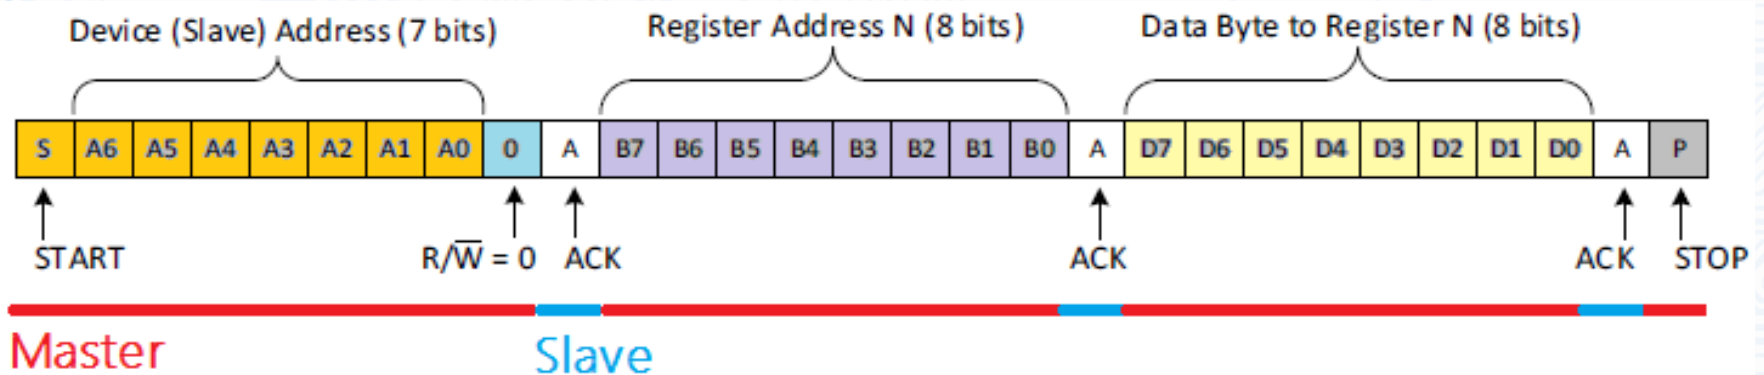 Device (Slave) Address (7 bits) Register Address N (8 bits) Data Byte to Register N (8 bits)
S A6 A5 A4 A3 A2 A1 A0 0 A B7 B6 B5 B4 B3 B2 B1 B0 A D7 D6 D5 D4 D3 D2 D1 D0 A P
START R/W̅ = 0 ACK ACK ACK STOP
Master Slave